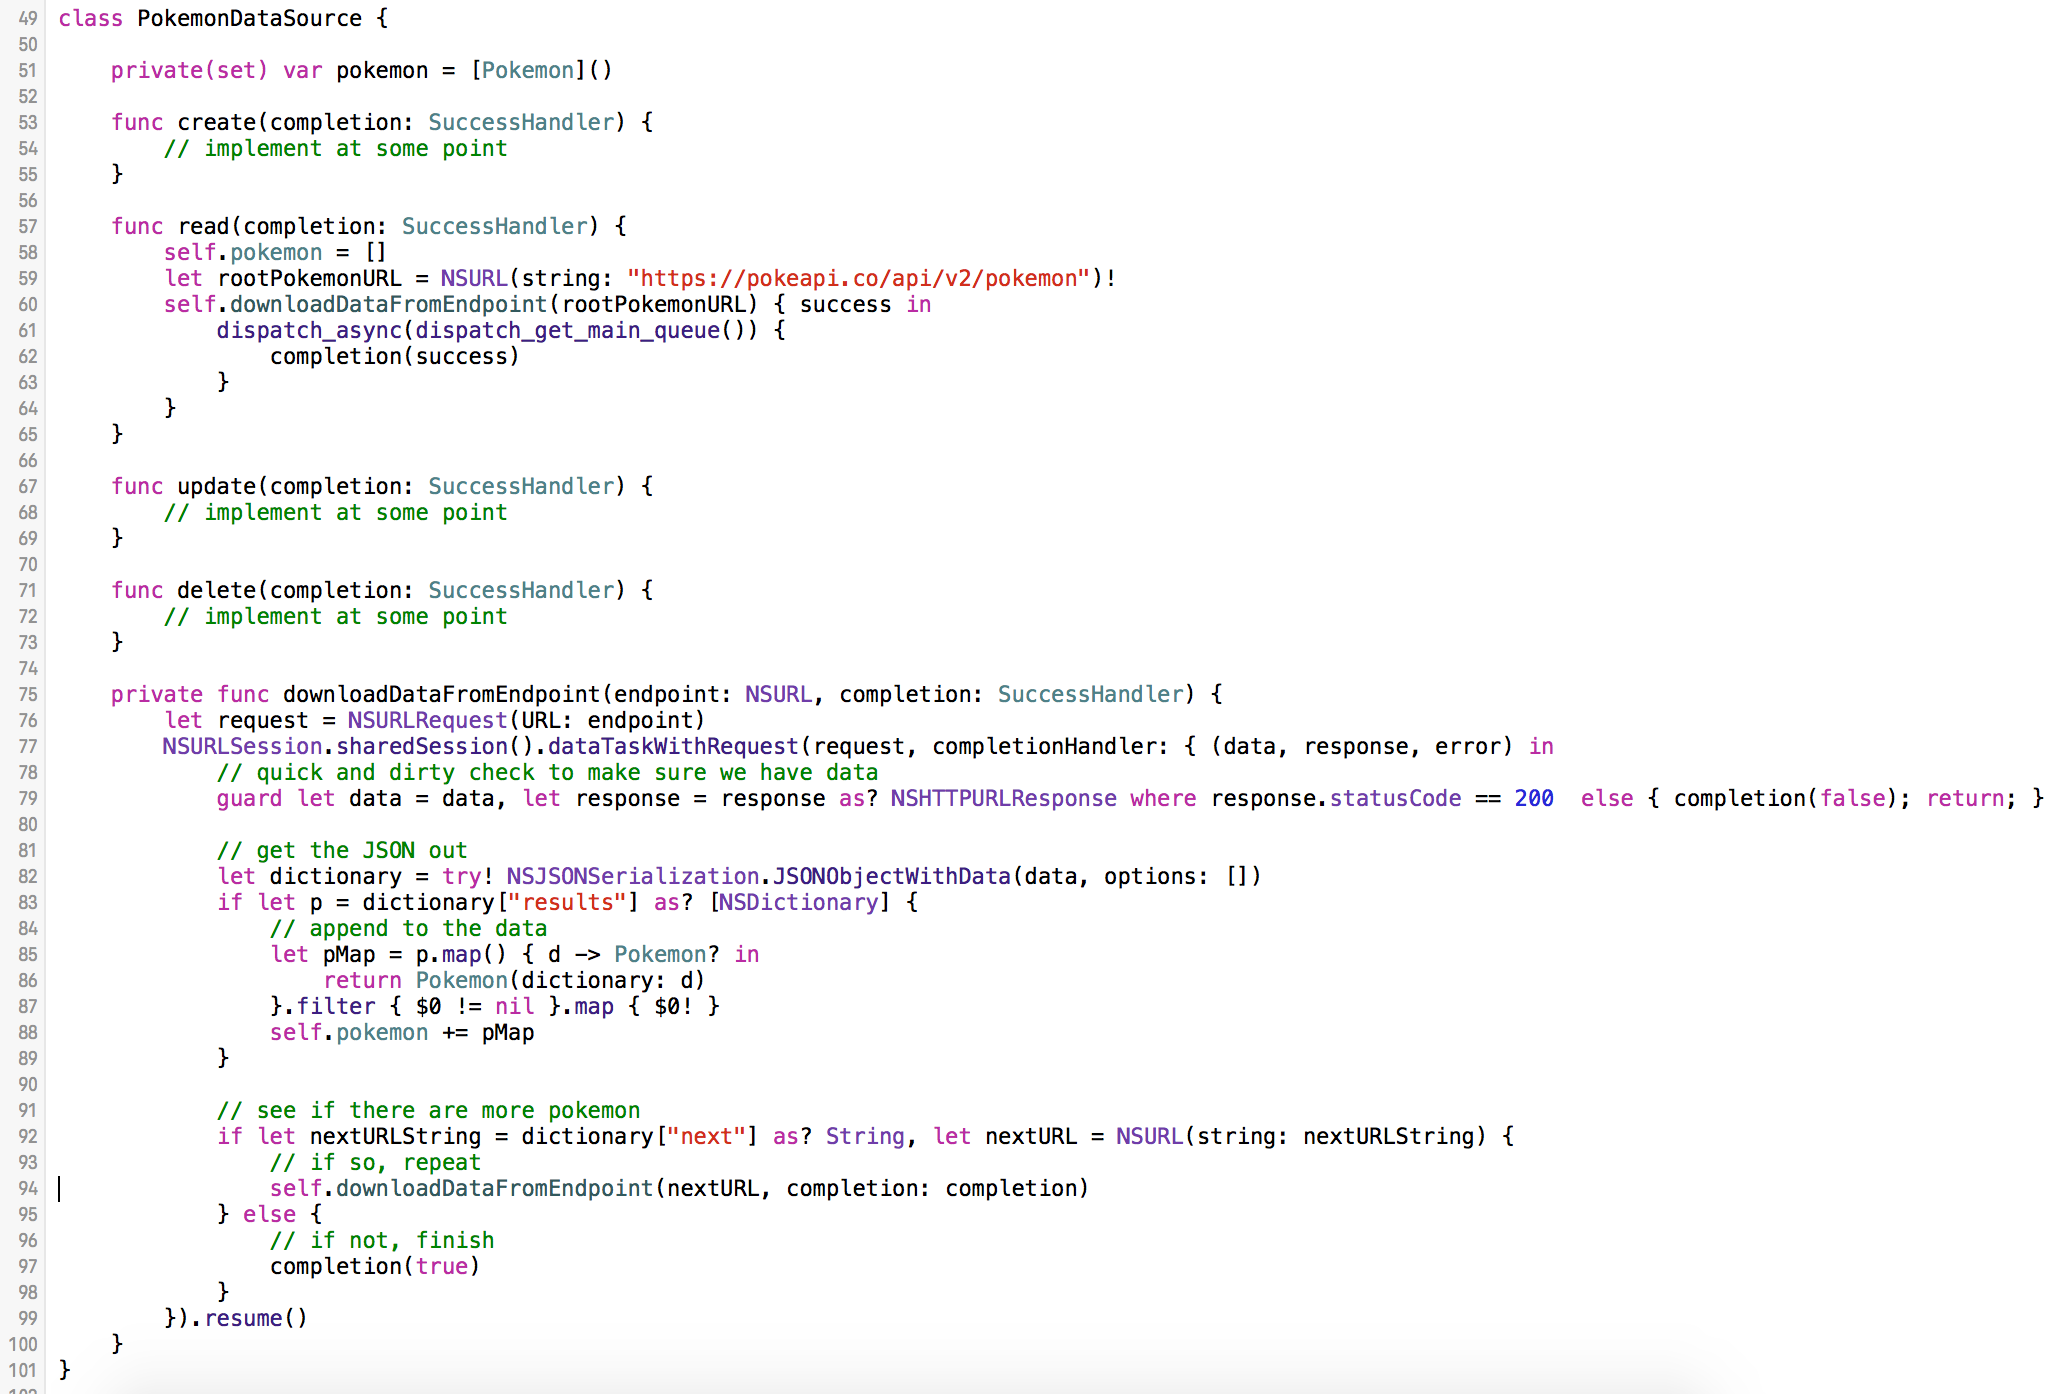 49 class PokemonDataSource {
50
51     private(set) var pokemon = [Pokemon]()
52
53     func create(completion: SuccessHandler) {
54         // implement at some point
55     }
56
57     func read(completion: SuccessHandler) {
58         self.pokemon = []
59         let rootPokemonURL = NSURL(string: "https://pokeapi.co/api/v2/pokemon")!
60         self.downloadDataFromEndpoint(rootPokemonURL) { success in
61             dispatch_async(dispatch_get_main_queue()) {
62                 completion(success)
63             }
64         }
65     }
66
67     func update(completion: SuccessHandler) {
68         // implement at some point
69     }
70
71     func delete(completion: SuccessHandler) {
72         // implement at some point
73     }
74
75     private func downloadDataFromEndpoint(endpoint: NSURL, completion: SuccessHandler) {
76         let request = NSURLRequest(URL: endpoint)
77         NSURLSession.sharedSession().dataTaskWithRequest(request, completionHandler: { (data, response, error) in
78             // quick and dirty check to make sure we have data
79             guard let data = data, let response = response as? NSHTTPURLResponse where response.statusCode == 200  else { completion(false); return; }
80
81             // get the JSON out
82             let dictionary = try! NSJSONSerialization.JSONObjectWithData(data, options: [])
83             if let p = dictionary["results"] as? [NSDictionary] {
84                 // append to the data
85                 let pMap = p.map() { d -> Pokemon? in
86                     return Pokemon(dictionary: d)
87                 }.filter { $0 != nil }.map { $0! }
88                 self.pokemon += pMap
89             }
90
91             // see if there are more pokemon
92             if let nextURLString = dictionary["next"] as? String, let nextURL = NSURL(string: nextURLString) {
93                 // if so, repeat
94                 self.downloadDataFromEndpoint(nextURL, completion: completion)
95             } else {
96                 // if not, finish
97                 completion(true)
98             }
99         }).resume()
100     }
101 }